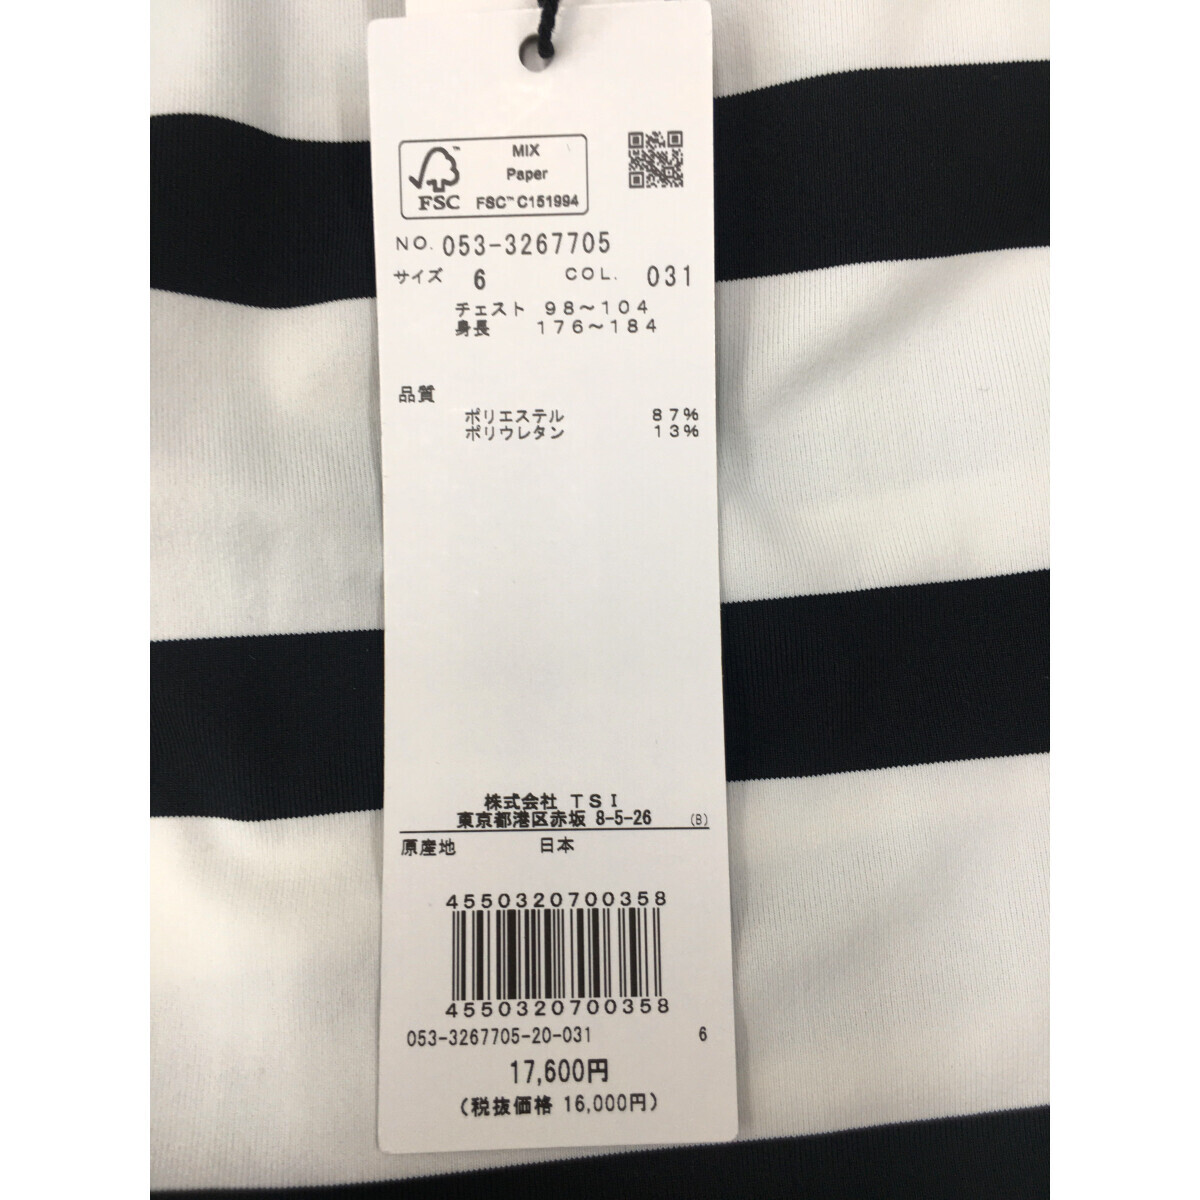 MIX
Paper
FSC™ FSC™ C151994
NO. 053-3267705
サイズ 6 COL. 031
チェスト 98～104
身長 176～184
品質
ポリエステル 87%
ポリウレタン 13%
株式会社 TSI
東京都港区赤坂 8-5-26 (B)
原産地 日本
4550320700358
4550320700358
053-3267705-20-031 6
17,600円
(税抜価格 16,000円)